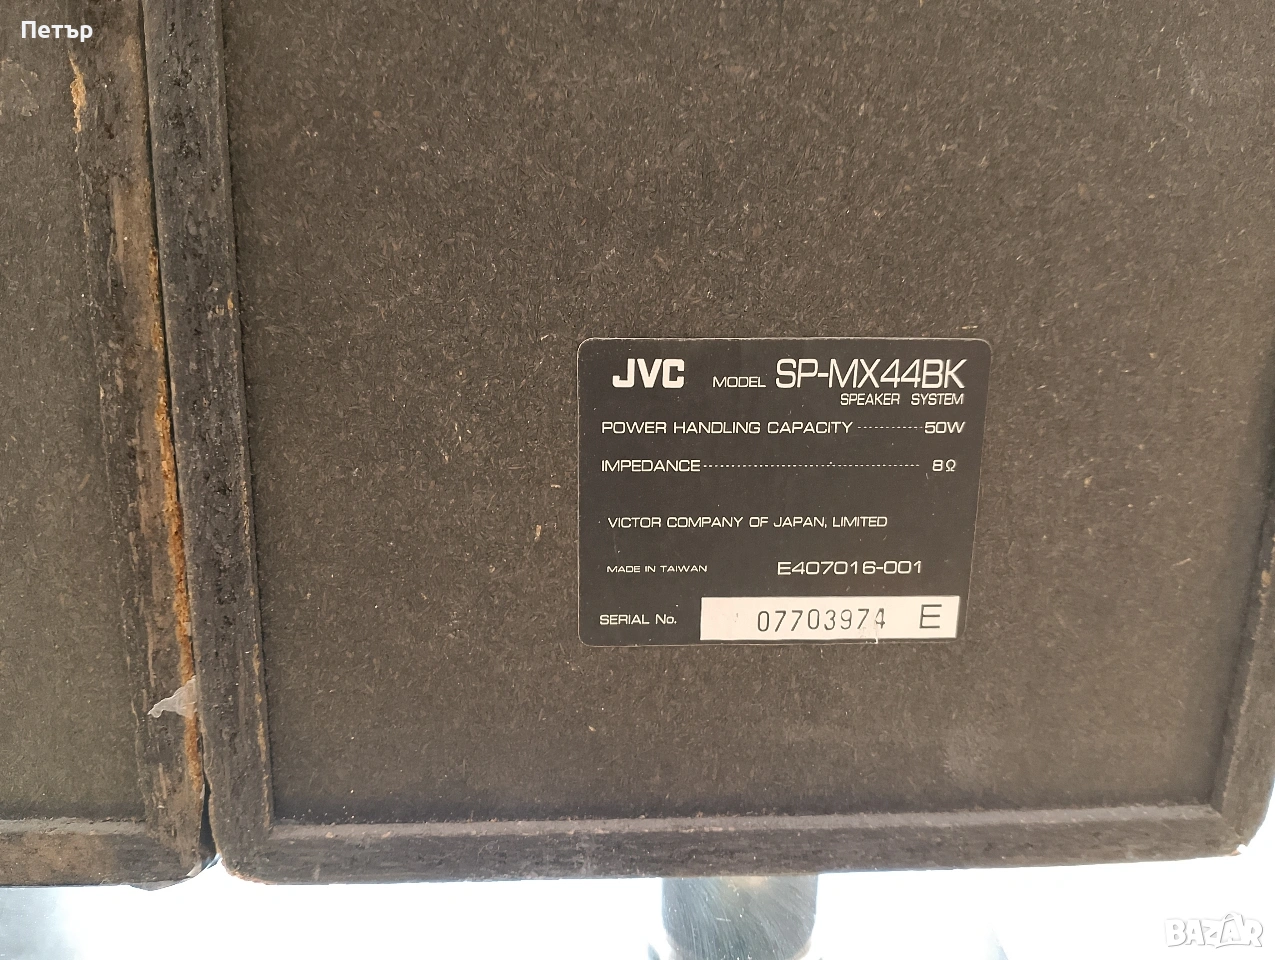 Петър
JVC MODEL SP-MX44BK
SPEAKER SYSTEM
POWER HANDLING CAPACITY ----------- 50W
IMPEDANCE ----------------------------------- 8Ω
VICTOR COMPANY OF JAPAN, LIMITED
MADE IN TAIWAN E407016-001
SERIAL No. 07703974 E
BAZAR